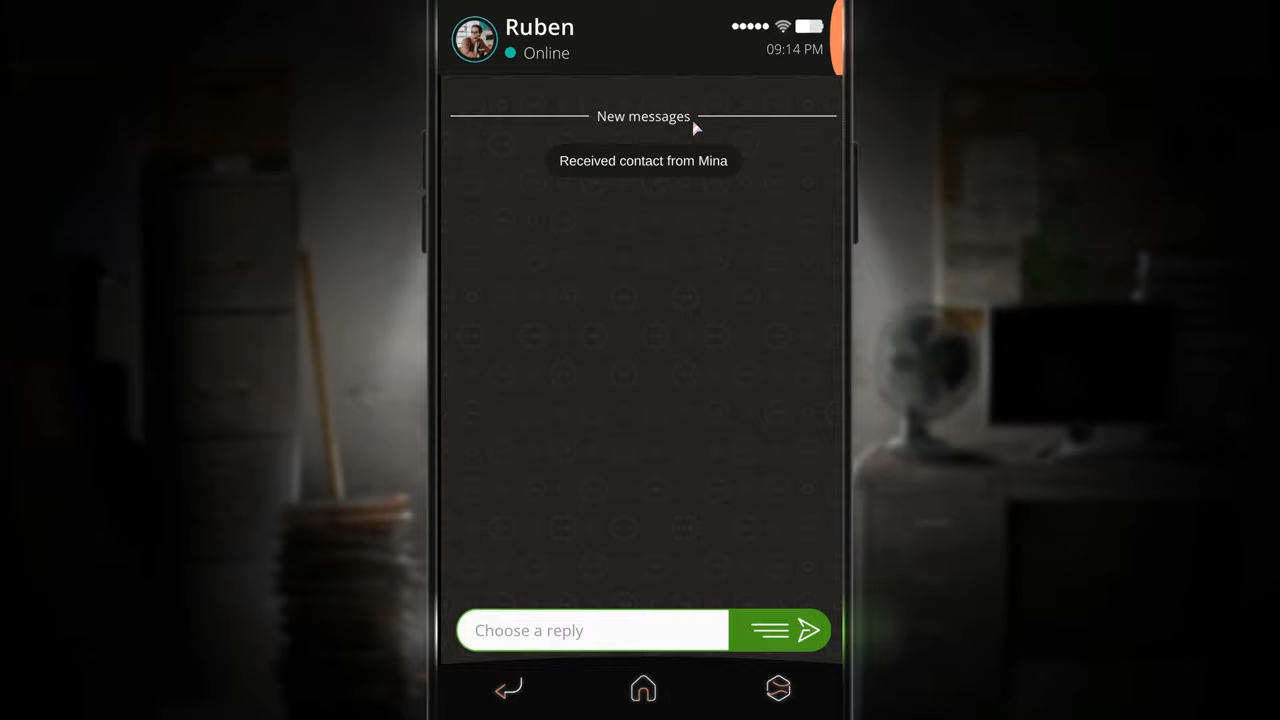 Ruben
Online
09:14 PM
New messages
Received contact from Mina
Choose a reply